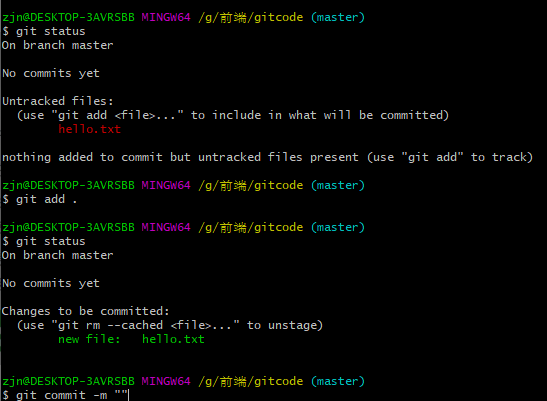 zjn@DESKTOP-3AVRSBB MINGW64 /g/前端/gitcode (master)
$ git status
On branch master
No commits yet
Untracked files:
  (use "git add <file>..." to include in what will be committed)
        hello.txt
nothing added to commit but untracked files present (use "git add" to track)
zjn@DESKTOP-3AVRSBB MINGW64 /g/前端/gitcode (master)
$ git add .
zjn@DESKTOP-3AVRSBB MINGW64 /g/前端/gitcode (master)
$ git status
On branch master
No commits yet
Changes to be committed:
  (use "git rm --cached <file>..." to unstage)
        new file:   hello.txt
zjn@DESKTOP-3AVRSBB MINGW64 /g/前端/gitcode (master)
$ git commit -m ""